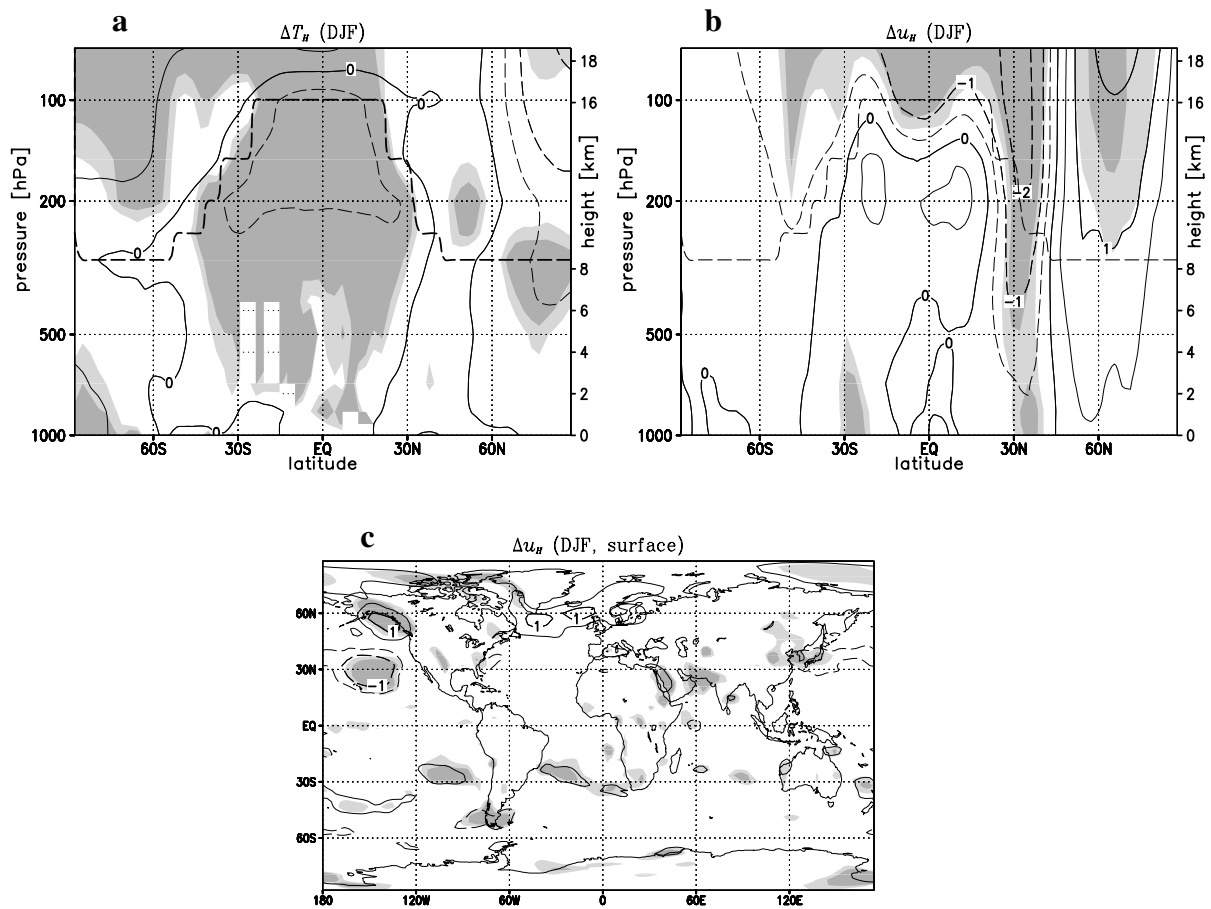 a b
ΔT_H (DJF) Δu_H (DJF)
0 -1 18 18
100 0 16 100 0 0 16
pressure [hPa] height [km] pressure [hPa] height [km]
200 200 -2
0 1
8 8
0 -1
6 6
500 500 0
4 4
0 0
2 2
1000 0 0 1000 0
60S 30S EQ 30N 60N 60S 30S EQ 30N 60N
latitude latitude
c
Δu_H (DJF, surface)
60N 1 1 1
30N -1
EQ
30S
60S
180 120W 60W 0 60E 120E